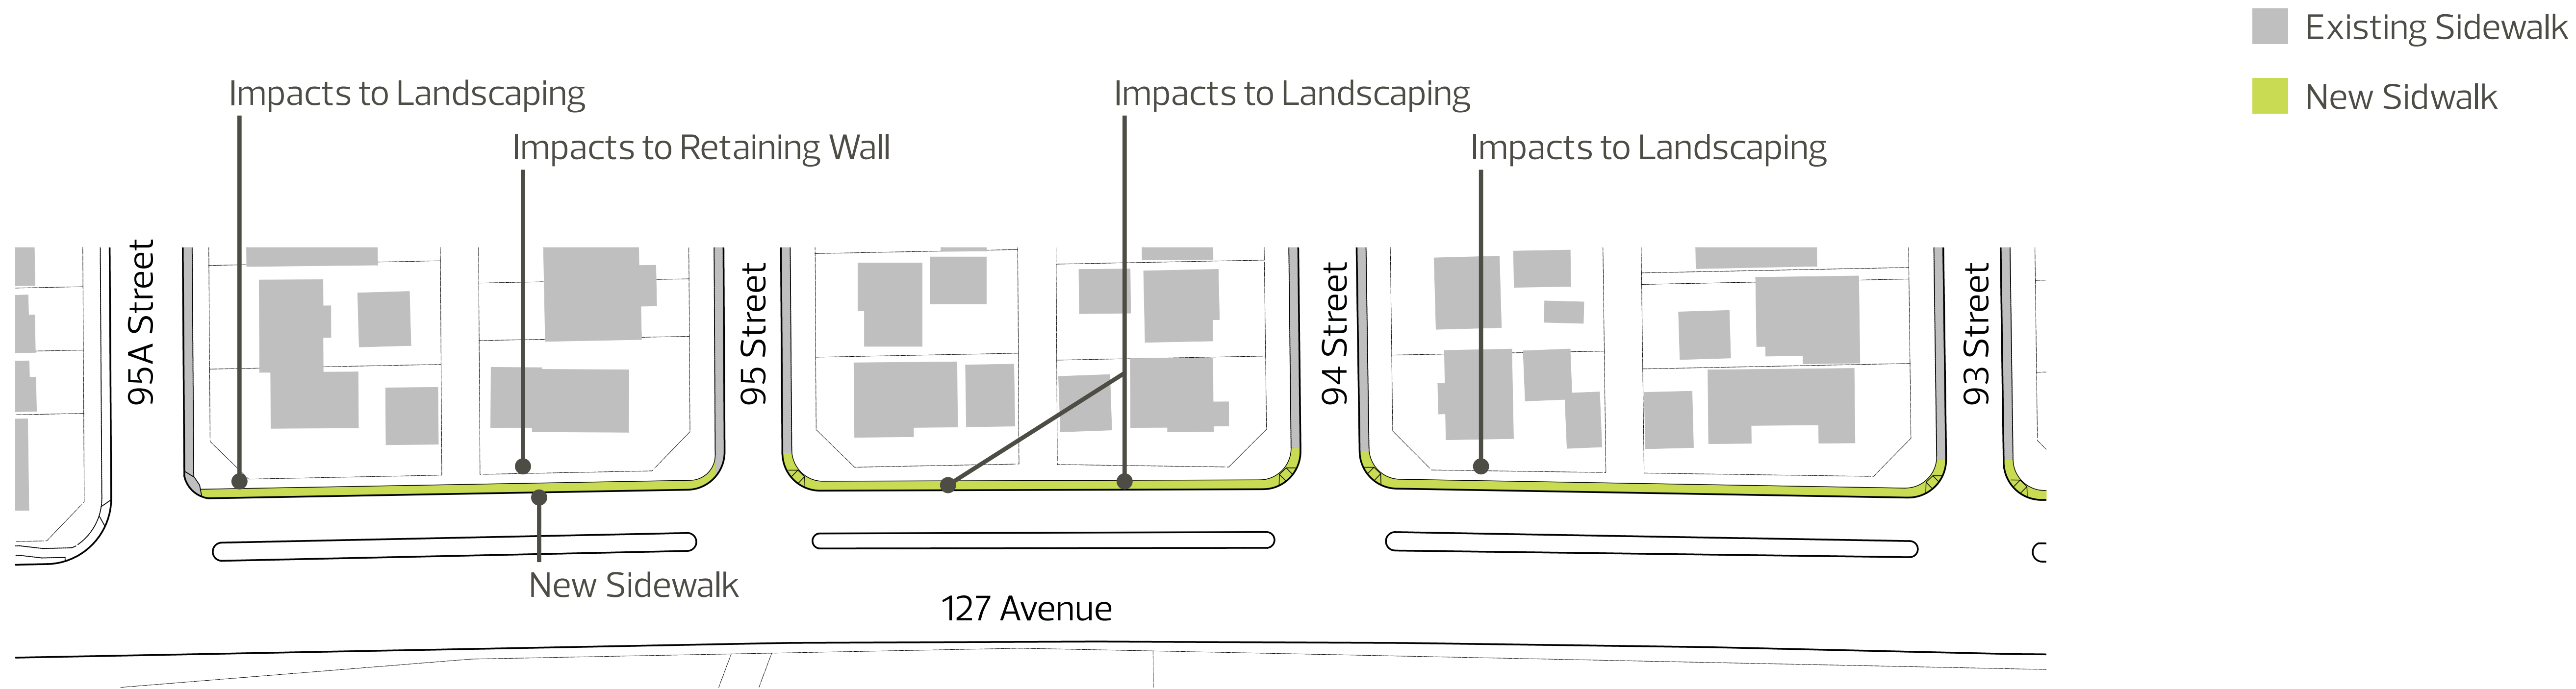 Existing Sidewalk
New Sidwalk
Impacts to Landscaping
Impacts to Landscaping
Impacts to Retaining Wall
Impacts to Landscaping
95A Street
95 Street
94 Street
93 Street
New Sidewalk
127 Avenue